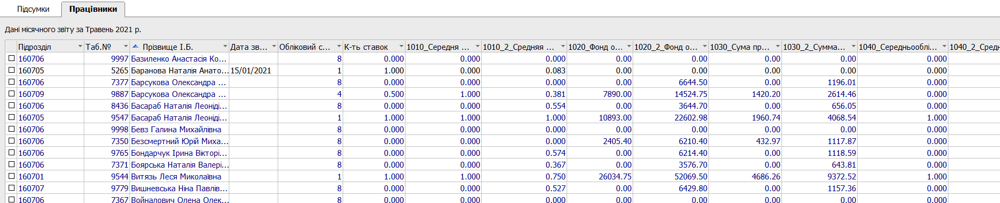 Підсумки Працівники
Дані місячного звіту за Травень 2021 р.
Підрозділ Таб.№ Прізвище І.Б. Дата зв... Обліковий с... К-ть ставок 1010_Середня ... 1010_2_Средняя ... 1020_Фонд о... 1020_2_Фонд о... 1030_Сума пр... 1030_2_Сумма... 1040_Середньооблі... 1040_2_Средн
160706 9997 Базиленко Анастасія Ко... 8 0.000 0.000 0.000 0.00 0.00 0.00 0.00 0.000
160705 5265 Баранова Наталія Анато... 15/01/2021 1 1.000 0.000 0.083 0.00 0.00 0.00 0.00 0.000
160706 7377 Барсукова Олександра ... 8 0.000 0.000 0.000 0.00 6644.50 0.00 1196.01 0.000
160709 9887 Барсукова Олександра ... 4 0.500 1.000 0.381 7890.00 14524.75 1420.20 2614.46 0.000
160706 8436 Басараб Наталія Леоніді... 8 0.000 0.000 0.554 0.00 3644.70 0.00 656.05 0.000
160705 9547 Басараб Наталія Леоніді... 1 1.000 1.000 1.000 10893.00 22602.98 1960.74 4068.54 1.000
160706 9998 Бевз Галина Михайлівна 8 0.000 0.000 0.000 0.00 0.00 0.00 0.00 0.000
160706 7350 Безсмертний Юрій Миха... 8 0.000 0.000 0.000 2405.40 6210.40 432.97 1117.87 0.000
160706 9765 Бондарчук Ірина Вікторі... 8 0.000 0.000 0.574 0.00 6214.40 0.00 1118.59 0.000
160706 7371 Боярська Наталія Валері... 8 0.000 0.000 0.367 0.00 3576.70 0.00 643.81 0.000
160701 9544 Витязь Леся Миколаївна 1 1.000 1.000 0.750 26034.75 52069.50 4686.26 9372.52 1.000
160707 9779 Вишневська Ніна Павлів... 8 0.000 0.000 0.527 0.00 6429.80 0.00 1157.36 0.000
160706 7367 Войналович Олена Олек... 8 0.000 0.000 0.000 0.00 0.00 0.00 0.00 0.000